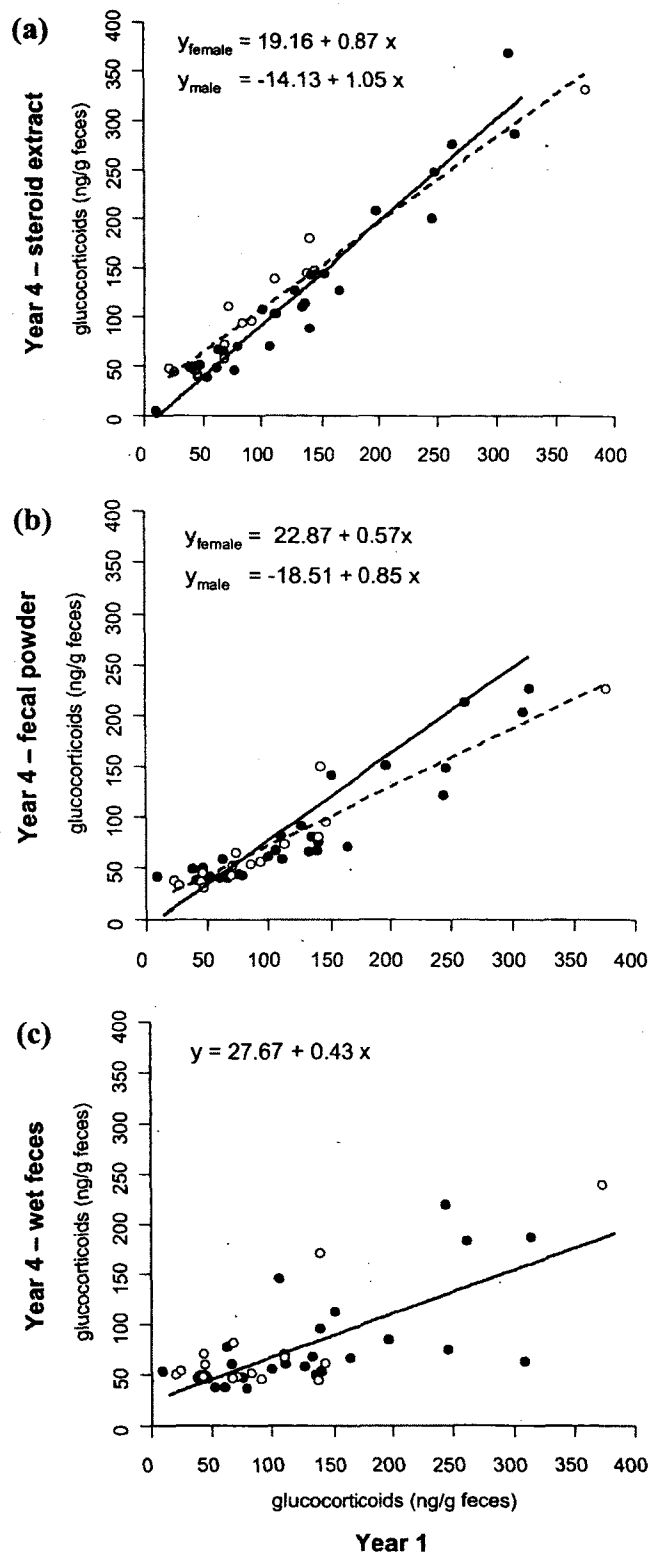 (a)
y_female = 19.16 + 0.87 x
y_male = -14.13 + 1.05 x
Year 4 – steroid extract
glucocorticoids (ng/g feces)
0 50 100 150 200 250 300 350 400
0 50 100 150 200 250 300 350 400
(b)
y_female = 22.87 + 0.57x
y_male = -18.51 + 0.85 x
Year 4 – fecal powder
glucocorticoids (ng/g feces)
0 50 100 150 200 250 300 350 400
0 50 100 150 200 250 300 350 400
(c)
y = 27.67 + 0.43 x
Year 4 – wet feces
glucocorticoids (ng/g feces)
0 50 100 150 200 250 300 350 400
0 50 100 150 200 250 300 350 400
glucocorticoids (ng/g feces)
Year 1